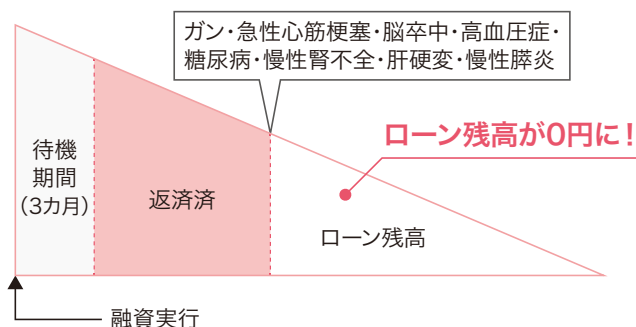 ガン・急性心筋梗塞・脳卒中・高血圧症・
糖尿病・慢性腎不全・肝硬変・慢性膵炎
ローン残高が0円に！
待機
期間
（3カ月）
返済済
ローン残高
融資実行